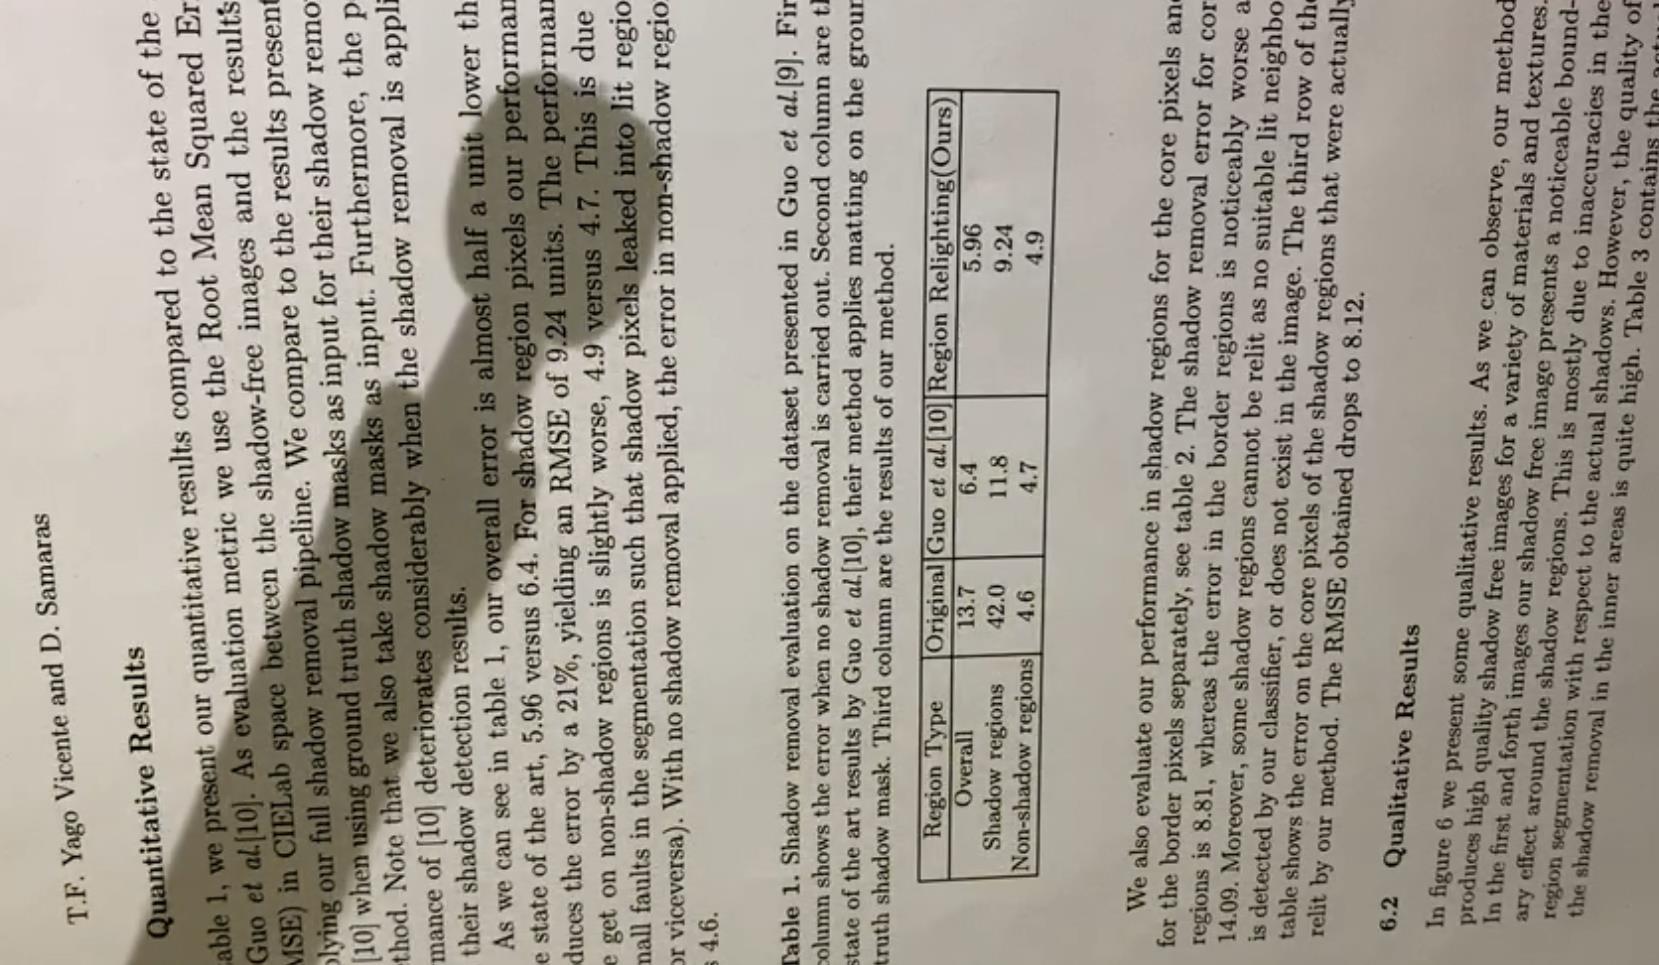 T.F. Yago Vicente and D. Samaras
Quantitative Results
able 1, we present our quantitative results compared to the state of the
Guo et al.[10]. As evaluation metric we use the Root Mean Squared Er
MSE) in CIELab space between the shadow-free images and the results
lying our full shadow removal pipeline. We compare to the results present
[10] when using ground truth shadow masks as input for their shadow remo
thod. Note that we also take shadow masks as input. Furthermore, the p
mance of [10] deteriorates considerably when the shadow removal is appli
their shadow detection results.
As we can see in table 1, our overall error is almost half a unit lower th
e state of the art, 5.96 versus 6.4. For shadow region pixels our performan
duces the error by a 21%, yielding an RMSE of 9.24 units. The performan
e get on non-shadow regions is slightly worse, 4.9 versus 4.7. This is due
mall faults in the segmentation such that shadow pixels leaked into lit regio
or viceversa). With no shadow removal applied, the error in non-shadow regio
s 4.6.
Table 1. Shadow removal evaluation on the dataset presented in Guo et al.[9]. Fir
column shows the error when no shadow removal is carried out. Second column are th
state of the art results by Guo et al.[10], their method applies matting on the groun
truth shadow mask. Third column are the results of our method.
Region Type Original Guo et al.[10] Region Relighting(Ours)
Overall 13.7 6.4 5.96
Shadow regions 42.0 11.8 9.24
Non-shadow regions 4.6 4.7 4.9
We also evaluate our performance in shadow regions for the core pixels and
for the border pixels separately, see table 2. The shadow removal error for cor
regions is 8.81, whereas the error in the border regions is noticeably worse a
14.09. Moreover, some shadow regions cannot be relit as no suitable lit neighbo
is detected by our classifier, or does not exist in the image. The third row of the
table shows the error on the core pixels of the shadow regions that were actually
relit by our method. The RMSE obtained drops to 8.12.
6.2 Qualitative Results
In figure 6 we present some qualitative results. As we can observe, our method
produces high quality shadow free images for a variety of materials and textures.
In the first and forth images our shadow free image presents a noticeable bound-
ary effect around the shadow regions. This is mostly due to inaccuracies in the
region segmentation with respect to the actual shadows. However, the quality of
the shadow removal in the inner areas is quite high. Table 3 contains the